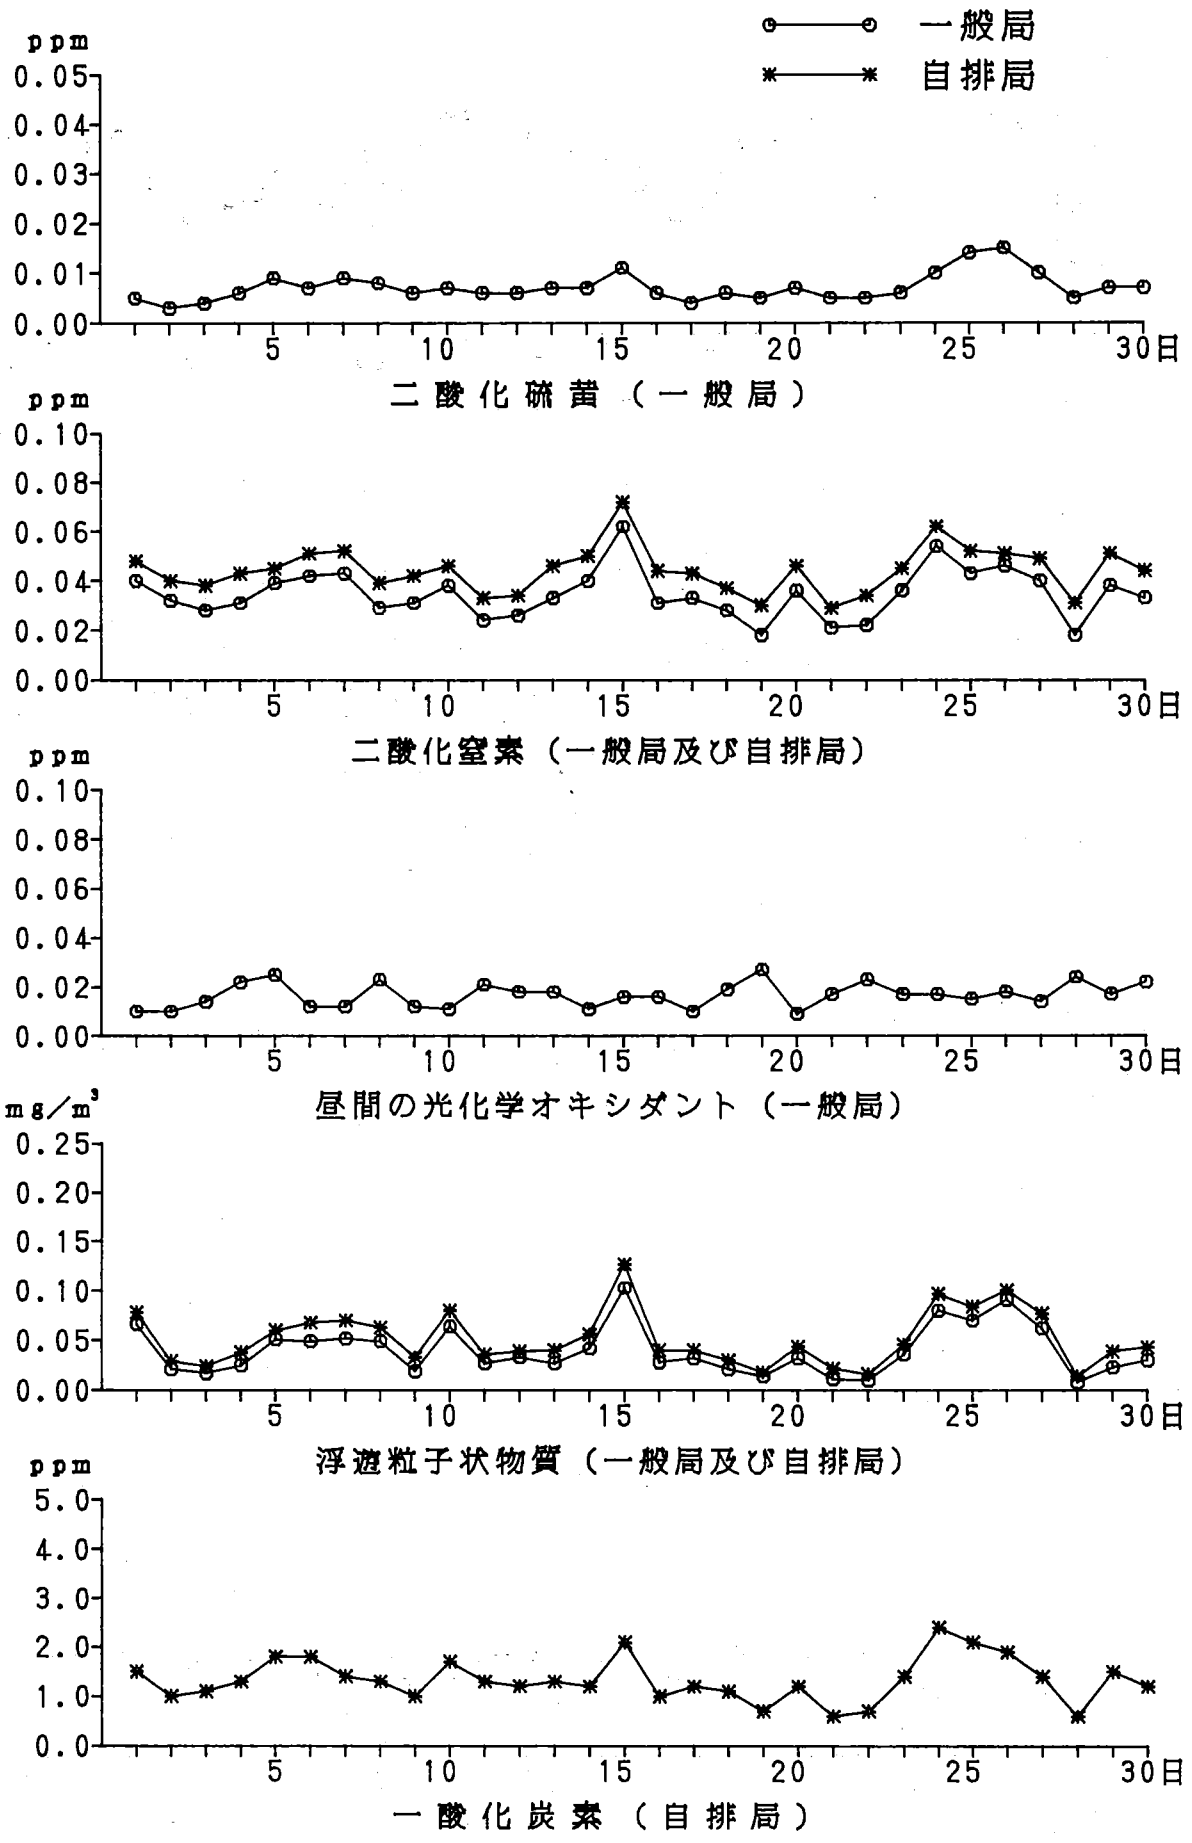 一般局
自排局
ppm
0.05
0.04
0.03
0.02
0.01
0.00
5 10 15 20 25 30日
二酸化硫黄(一般局)
ppm
0.10
0.08
0.06
0.04
0.02
0.00
5 10 15 20 25 30日
二酸化窒素(一般局及び自排局)
ppm
0.10
0.08
0.06
0.04
0.02
0.00
5 10 15 20 25 30日
昼間の光化学オキシダント(一般局)
mg/m³
0.25
0.20
0.15
0.10
0.05
0.00
5 10 15 20 25 30日
浮遊粒子状物質(一般局及び自排局)
ppm
5.0
4.0
3.0
2.0
1.0
0.0
5 10 15 20 25 30日
一酸化炭素(自排局)